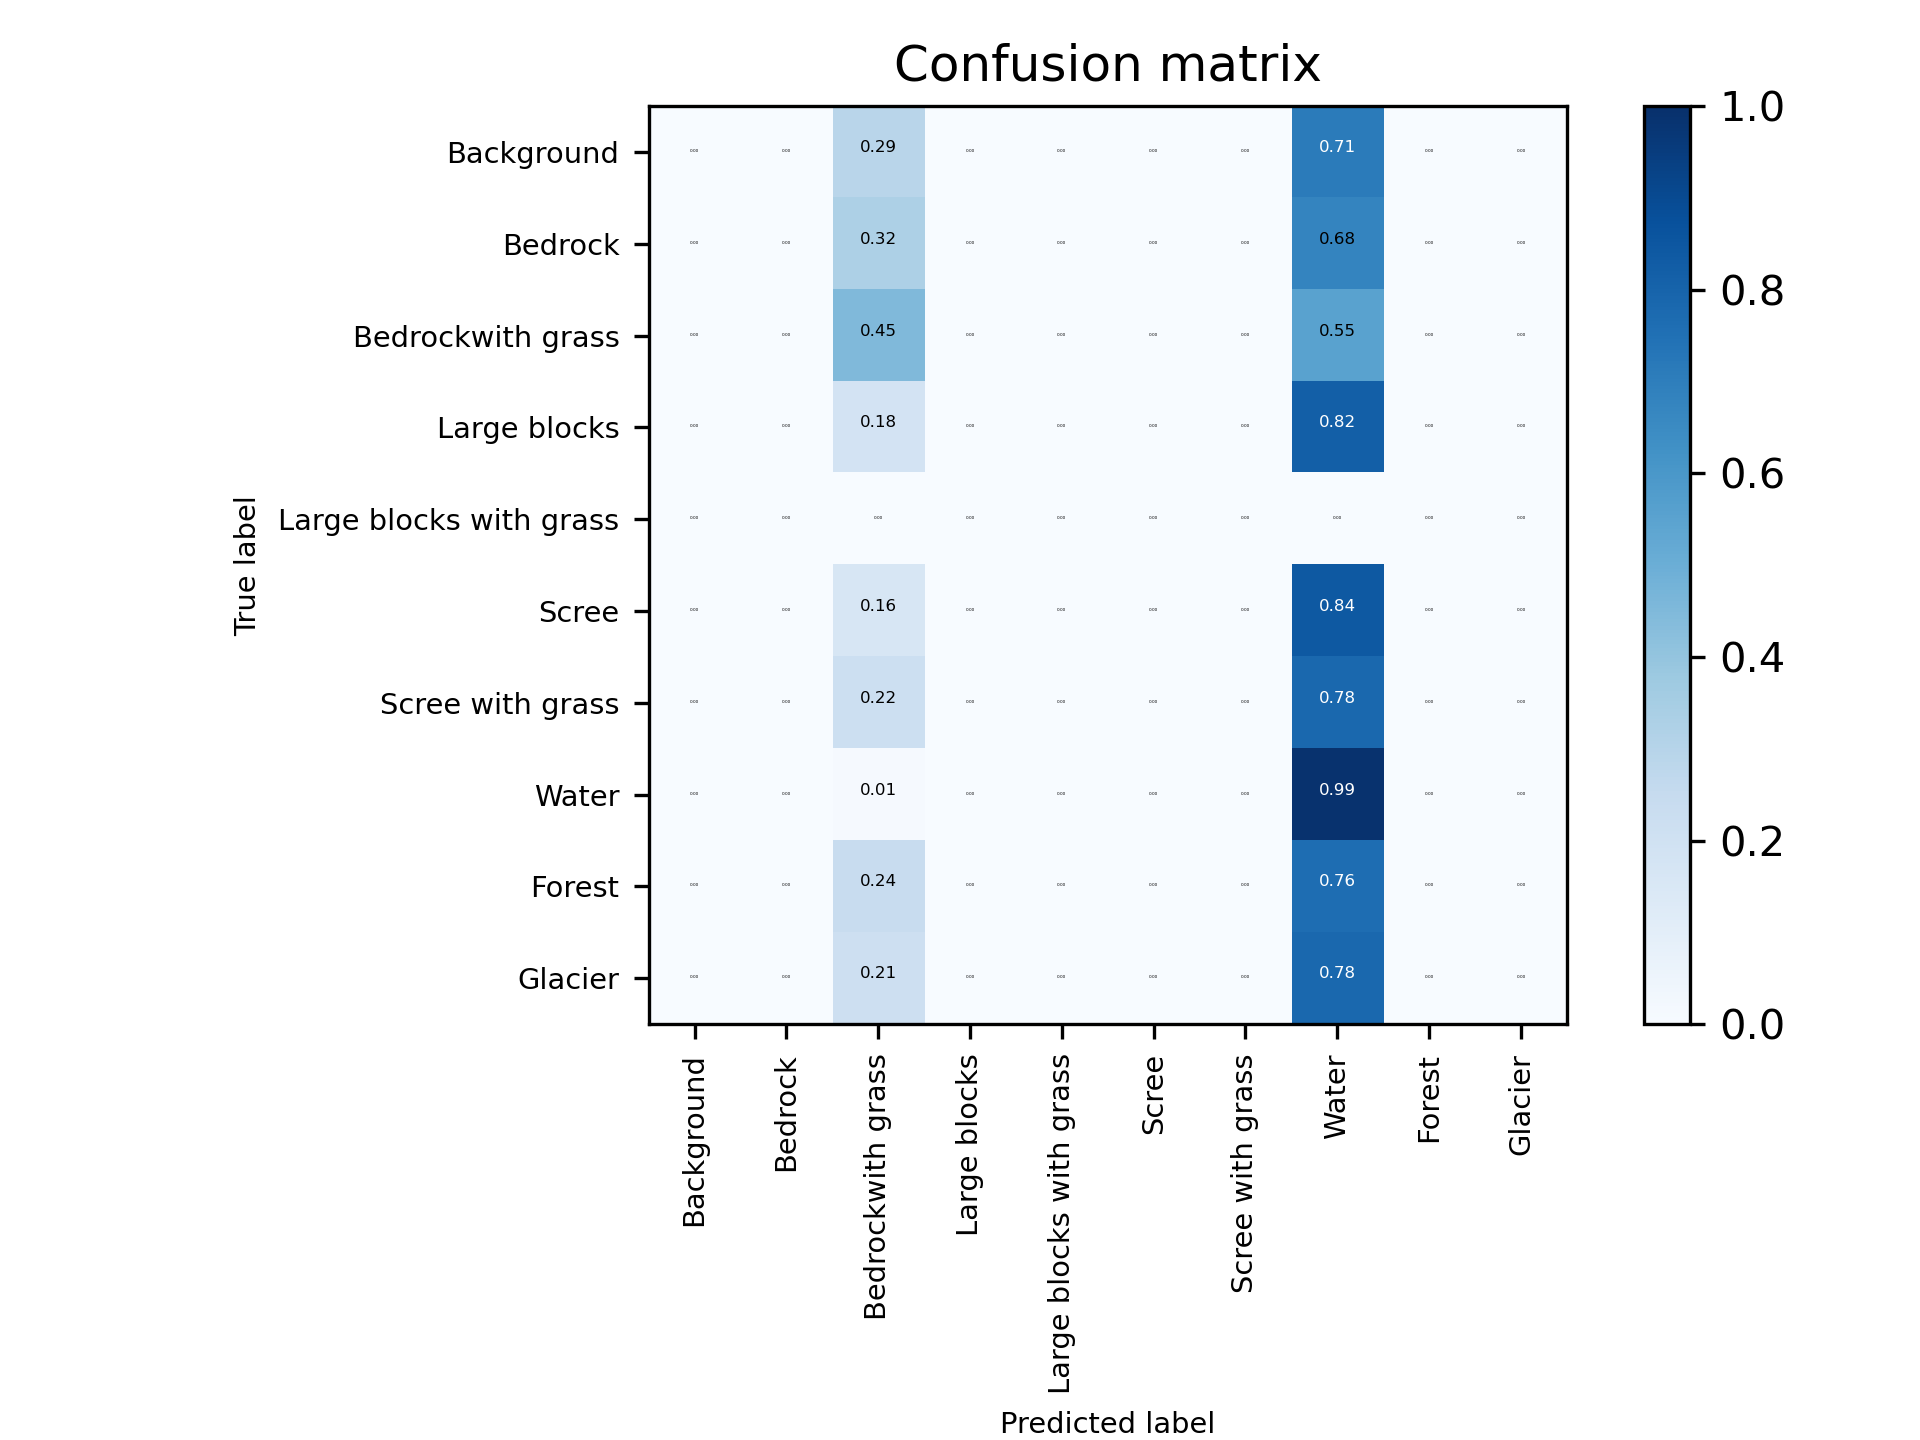 Confusion matrix
Background 0.29 0.71
Bedrock 0.32 0.68
Bedrockwith grass 0.45 0.55
Large blocks 0.18 0.82
Large blocks with grass
Scree 0.16 0.84
Scree with grass 0.22 0.78
Water 0.01 0.99
Forest 0.24 0.76
Glacier 0.21 0.78
True label
Background
Bedrock
Bedrockwith grass
Large blocks
Large blocks with grass
Scree
Scree with grass
Water
Forest
Glacier
Predicted label
1.0
0.8
0.6
0.4
0.2
0.0